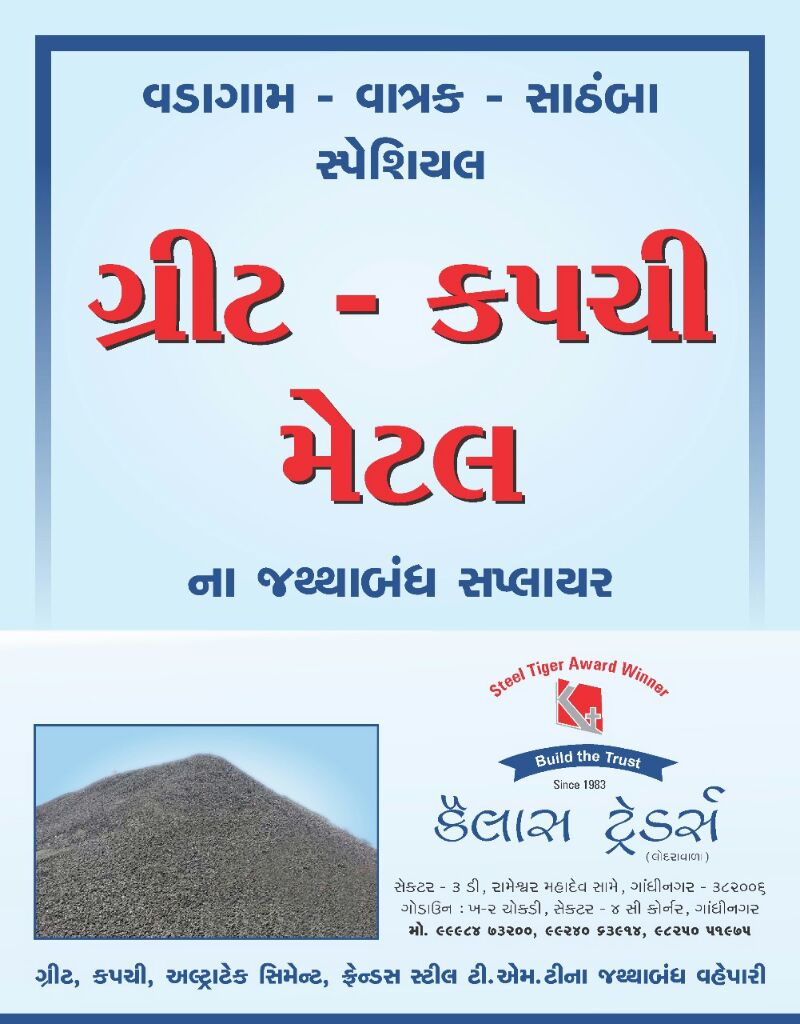 વડાગામ - વાત્રક - સાઠંબા
સ્પેશિયલ
ગ્રીટ - કપચી
મેટલ
ના જથ્થાબંધ સપ્લાયર
Steel Tiger Award Winner
K+
Build the Trust
Since 1983
કૈલાસ ટ્રેડર્સ
(લોદરાવાળા)
સેકટર - ૩ ડી, રામેશ્વર મહાદેવ સામે, ગાંધીનગર - ૩૮૨૦૦૬
ગોડાઉન : ખ-૨ ચોકડી, સેકટર - ૪ સી કોર્નર, ગાંધીનગર
મો. ૯૯૯૮૪ ૭૩૨૦૦, ૯૯૨૪૦ ૬૩૯૧૪, ૯૮૨૫૦ ૫૧૯૭૫
ગ્રીટ, કપચી, અલ્ટ્રાટેક સિમેન્ટ, ફ્રેન્ડસ સ્ટીલ ટી.એમ.ટીના જથ્થાબંધ વહેપારી